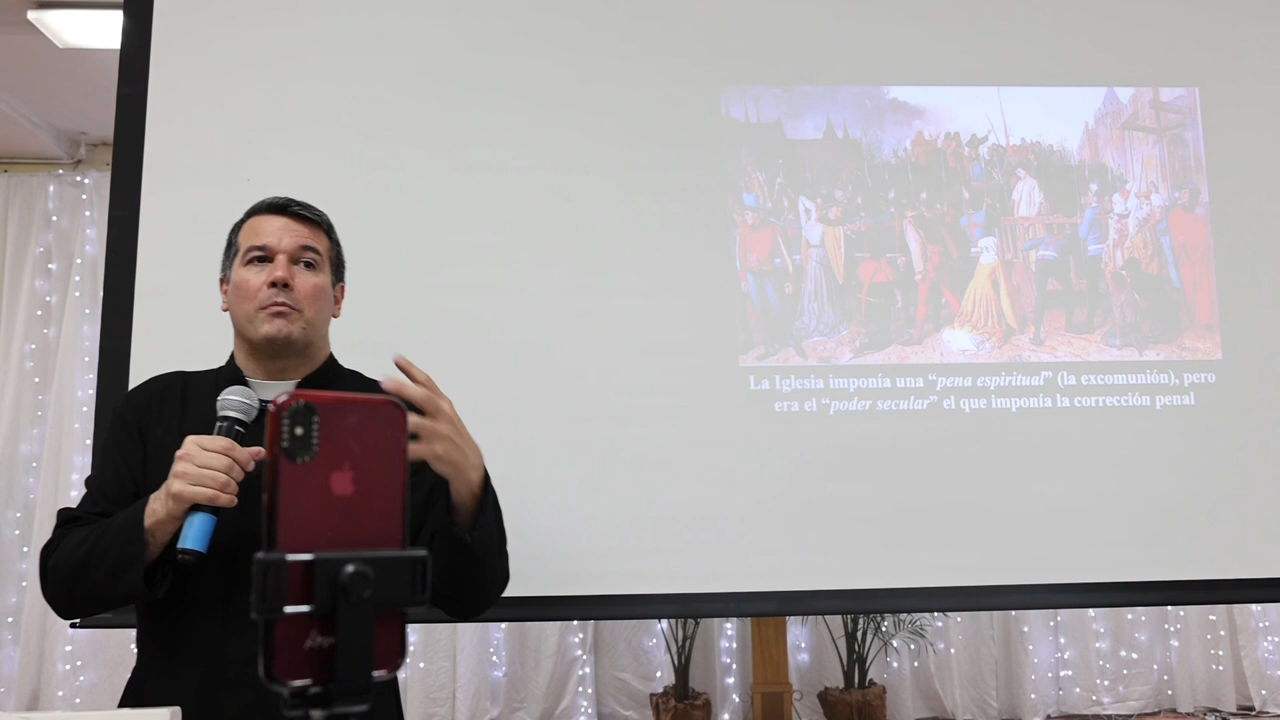 La Iglesia imponía una “pena espiritual” (la excomunión), pero
era el “poder secular” el que imponía la corrección penal